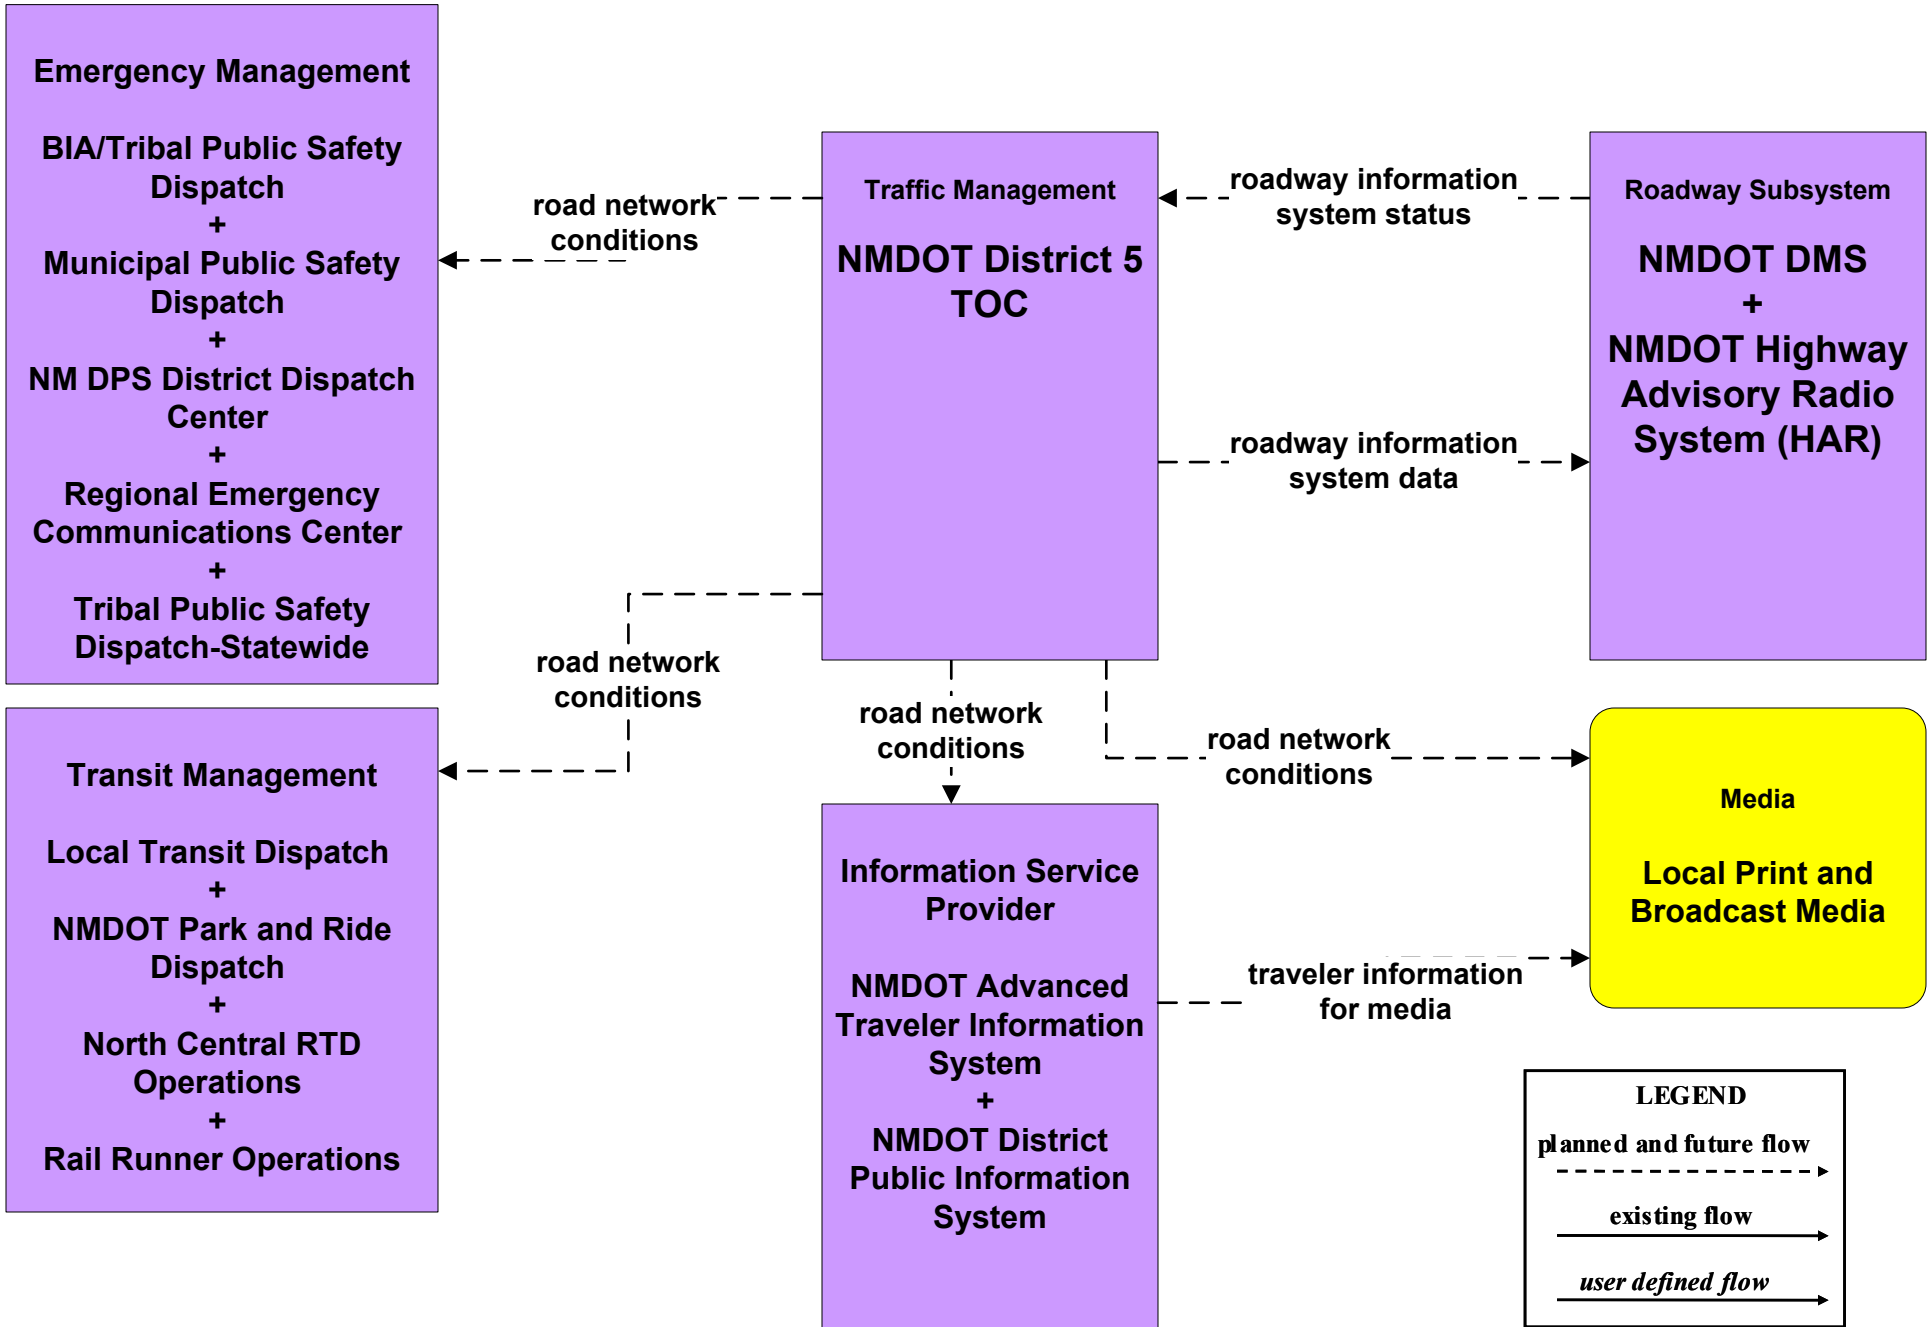 Emergency Management
BIA/Tribal Public Safety
Dispatch
+
Municipal Public Safety
Dispatch
+
NM DPS District Dispatch
Center
+
Regional Emergency
Communications Center
+
Tribal Public Safety
Dispatch-Statewide
road network
conditions
Traffic Management
NMDOT District 5
TOC
roadway information
system status
roadway information
system data
Roadway Subsystem
NMDOT DMS
+
NMDOT Highway
Advisory Radio
System (HAR)
Transit Management
Local Transit Dispatch
+
NMDOT Park and Ride
Dispatch
+
North Central RTD
Operations
+
Rail Runner Operations
road network
conditions
road network
conditions
road network
conditions
Information Service
Provider
NMDOT Advanced
Traveler Information
System
+
NMDOT District
Public Information
System
traveler information
for media
Media
Local Print and
Broadcast Media
LEGEND
planned and future flow
existing flow
user defined flow